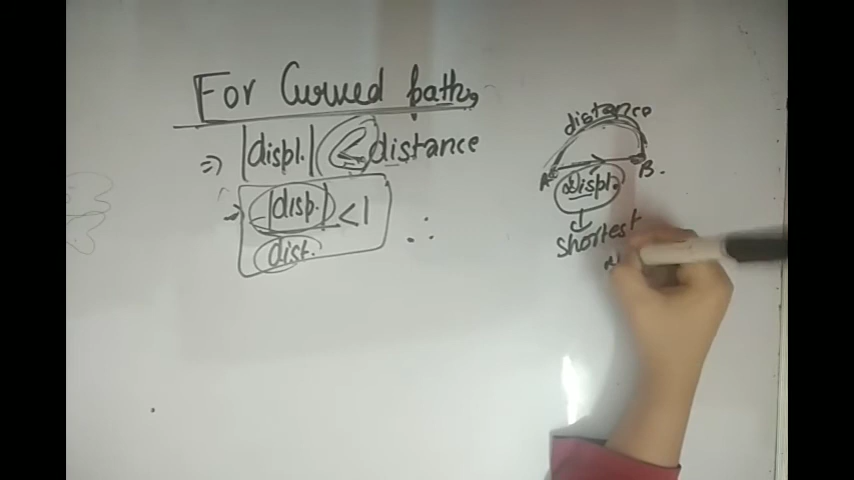 For Curved path,
⇒ |displ.| < distance
→ |disp.| < 1
dist.
∴
distance
A B.
displ.
↓
shortest